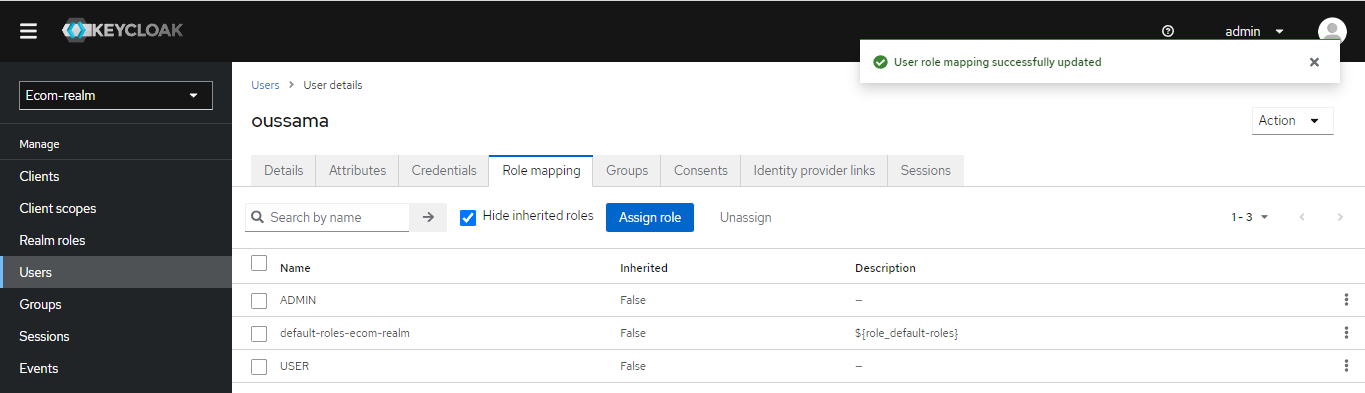 KEYCLOAK
admin
User role mapping successfully updated
Ecom-realm
Manage
Clients
Client scopes
Realm roles
Users
Groups
Sessions
Events
Users > User details
oussama
Action
Details Attributes Credentials Role mapping Groups Consents Identity provider links Sessions
Search by name Hide inherited roles Assign role Unassign 1 - 3
Name Inherited Description
ADMIN False –
default-roles-ecom-realm False ${role_default-roles}
USER False –